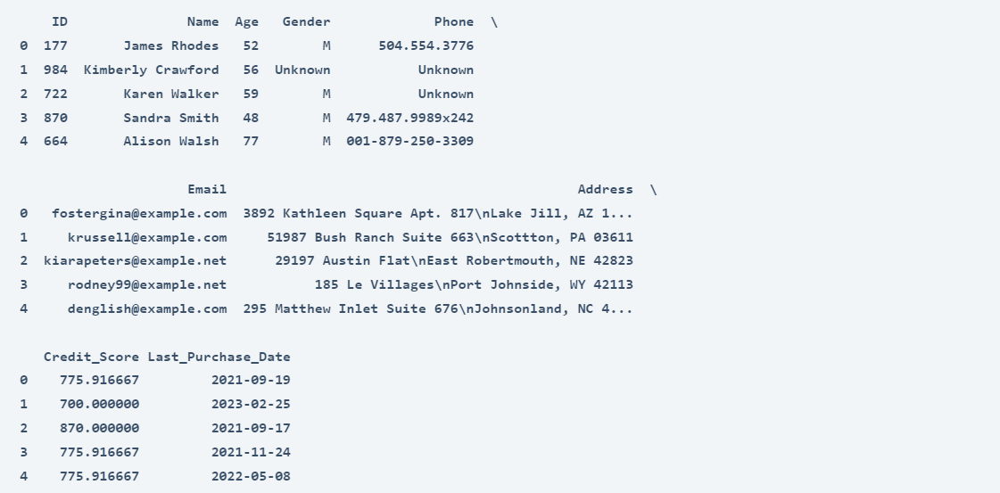 ID Name Age Gender Phone \
0 177 James Rhodes 52 M 504.554.3776
1 984 Kimberly Crawford 56 Unknown Unknown
2 722 Karen Walker 59 M Unknown
3 870 Sandra Smith 48 M 479.487.9989x242
4 664 Alison Walsh 77 M 001-879-250-3309
Email Address \
0 fostergina@example.com 3892 Kathleen Square Apt. 817\nLake Jill, AZ 1...
1 krussell@example.com 51987 Bush Ranch Suite 663\nScottton, PA 03611
2 kiarapeters@example.net 29197 Austin Flat\nEast Robertmouth, NE 42823
3 rodney99@example.net 185 Le Villages\nPort Johnside, WY 42113
4 denglish@example.com 295 Matthew Inlet Suite 676\nJohnsonland, NC 4...
Credit_Score Last_Purchase_Date
0 775.916667 2021-09-19
1 700.000000 2023-02-25
2 870.000000 2021-09-17
3 775.916667 2021-11-24
4 775.916667 2022-05-08